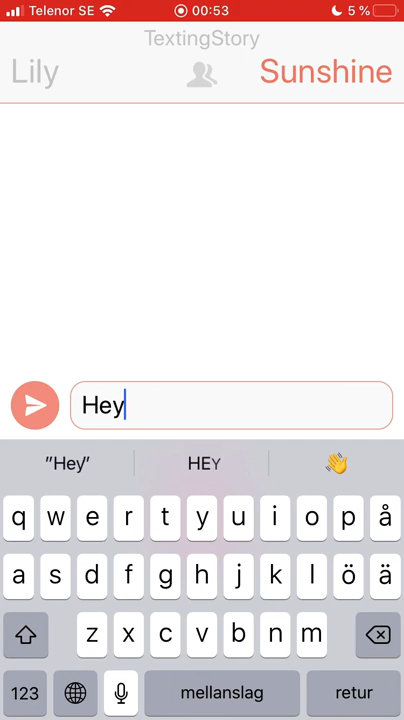 Telenor SE 00:53 5 %
TextingStory
Lily Sunshine
Hey
"Hey" HEY 👋
q w e r t y u i o p å
a s d f g h j k l ö ä
z x c v b n m
123 mellanslag retur